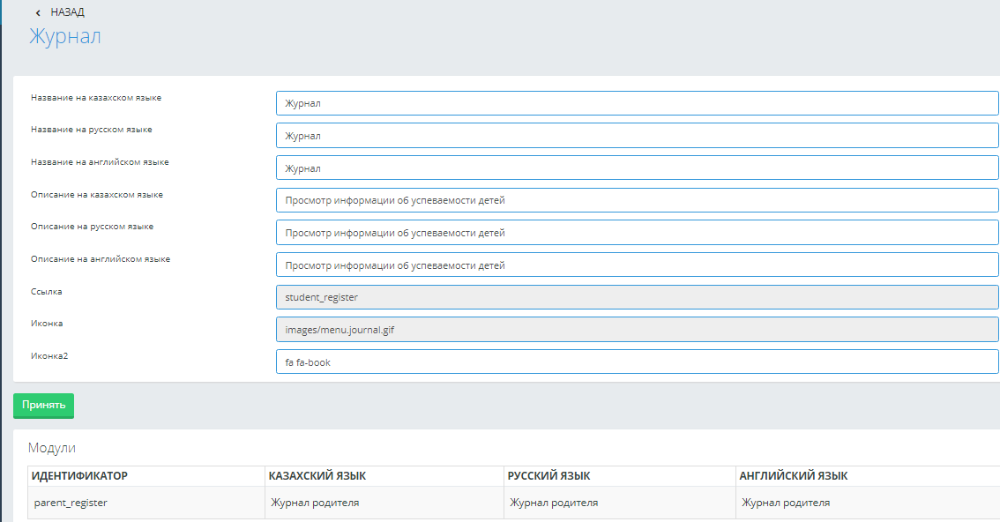 НАЗАД
Журнал
Название на казахском языке Журнал
Название на русском языке Журнал
Название на английском языке Журнал
Описание на казахском языке Просмотр информации об успеваемости детей
Описание на русском языке Просмотр информации об успеваемости детей
Описание на английском языке Просмотр информации об успеваемости детей
Ссылка student_register
Иконка images/menu.journal.gif
Иконка2 fa fa-book
Принять
Модули
ИДЕНТИФИКАТОР КАЗАХСКИЙ ЯЗЫК РУССКИЙ ЯЗЫК АНГЛИЙСКИЙ ЯЗЫК
parent_register Журнал родителя Журнал родителя Журнал родителя